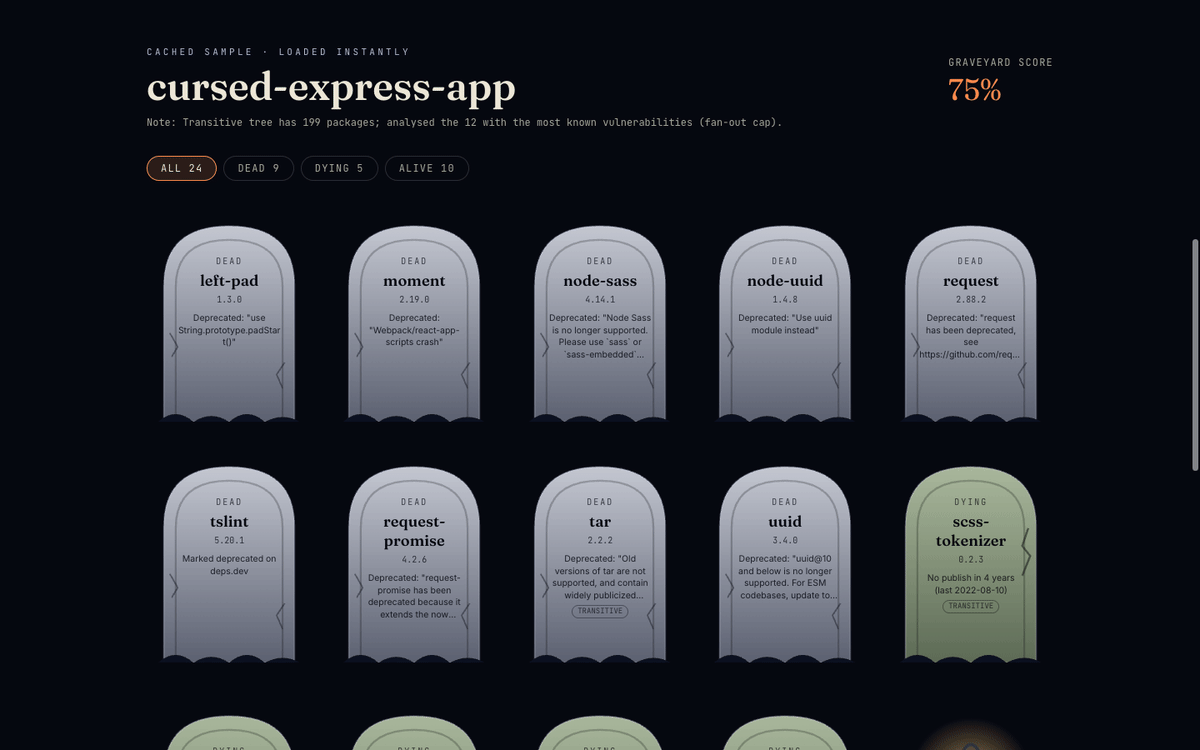 CACHED SAMPLE · LOADED INSTANTLY
cursed-express-app
Note: Transitive tree has 199 packages; analysed the 12 with the most known vulnerabilities (fan-out cap).
GRAVEYARD SCORE
75%
ALL 24
DEAD 9
DYING 5
ALIVE 10
DEAD
left-pad
1.3.0
Deprecated: "use
String.prototype.padStar
t()"
DEAD
moment
2.19.0
Deprecated:
"Webpack/react-app-
scripts crash"
DEAD
node-sass
4.14.1
Deprecated: "Node Sass
is no longer supported.
Please use `sass` or
`sass-embedded`...
DEAD
node-uuid
1.4.8
Deprecated: "Use uuid
module instead"
DEAD
request
2.88.2
Deprecated: "request
has been deprecated,
see
https://github.com/req...
DEAD
tslint
5.20.1
Marked deprecated on
deps.dev
DEAD
request-
promise
4.2.6
Deprecated: "request-
promise has been
deprecated because it
extends the now...
DEAD
tar
2.2.2
Deprecated: "Old
versions of tar are not
supported, and contain
widely publicized...
TRANSITIVE
DEAD
uuid
3.4.0
Deprecated: "uuid@10
and below is no longer
supported. For ESM
codebases, update to...
DYING
scss-
tokenizer
0.2.3
No publish in 4 years
(last 2022-08-10)
TRANSITIVE
DYING
DYING
DYING
DYING